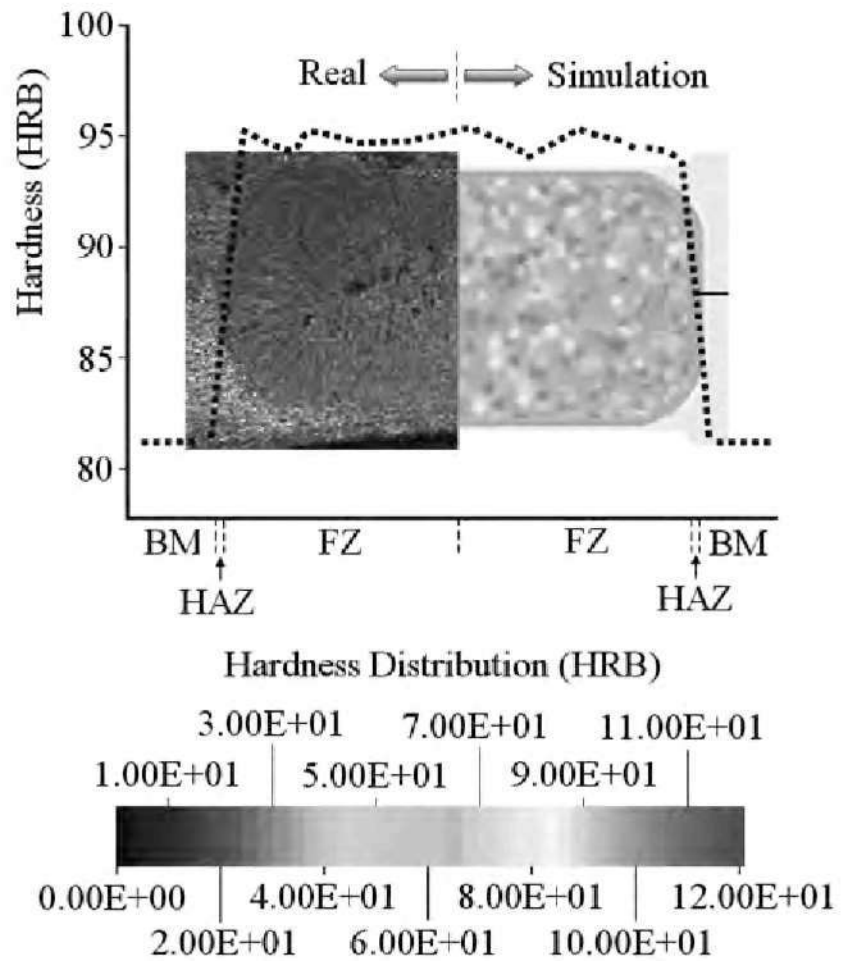 100
Real Simulation
95
90
85
80
Hardness (HRB)
BM FZ FZ BM
HAZ HAZ
Hardness Distribution (HRB)
3.00E+01 7.00E+01 11.00E+01
1.00E+01 5.00E+01 9.00E+01
0.00E+00 4.00E+01 8.00E+01 12.00E+01
2.00E+01 6.00E+01 10.00E+01